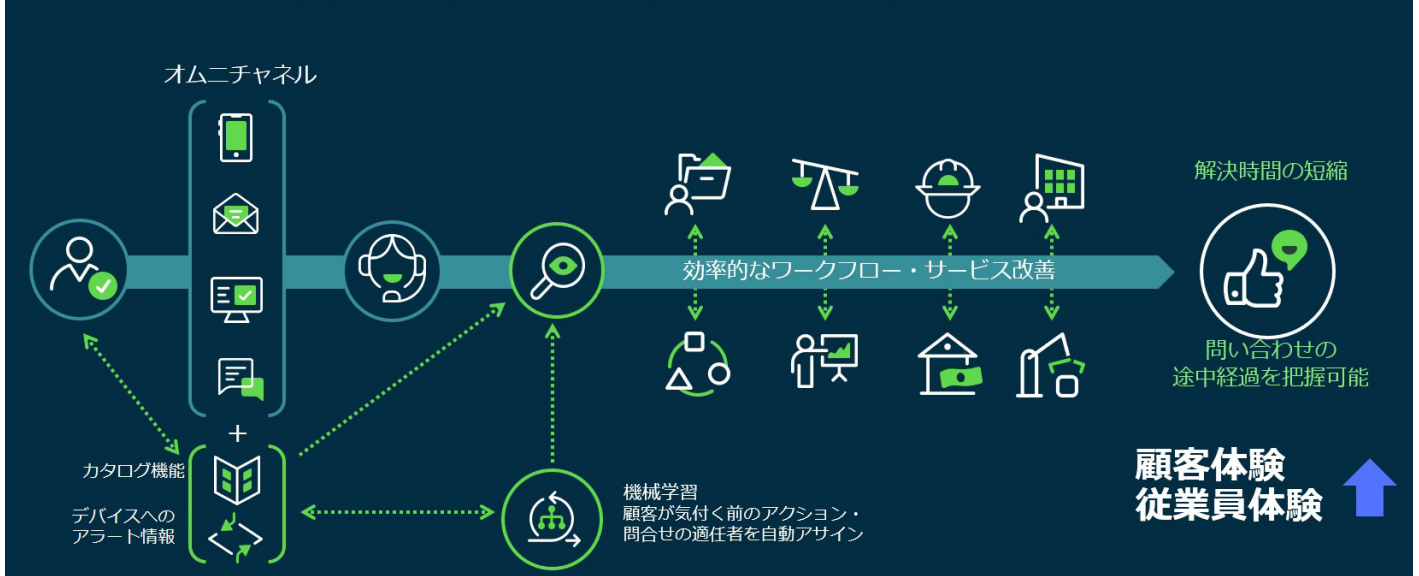 オムニチャネル
+
カタログ機能
デバイスへの
アラート情報
機械学習
顧客が気付く前のアクション・
問合せの適任者を自動アサイン
効率的なワークフロー・サービス改善
解決時間の短縮
問い合わせの
途中経過を把握可能
顧客体験
従業員体験